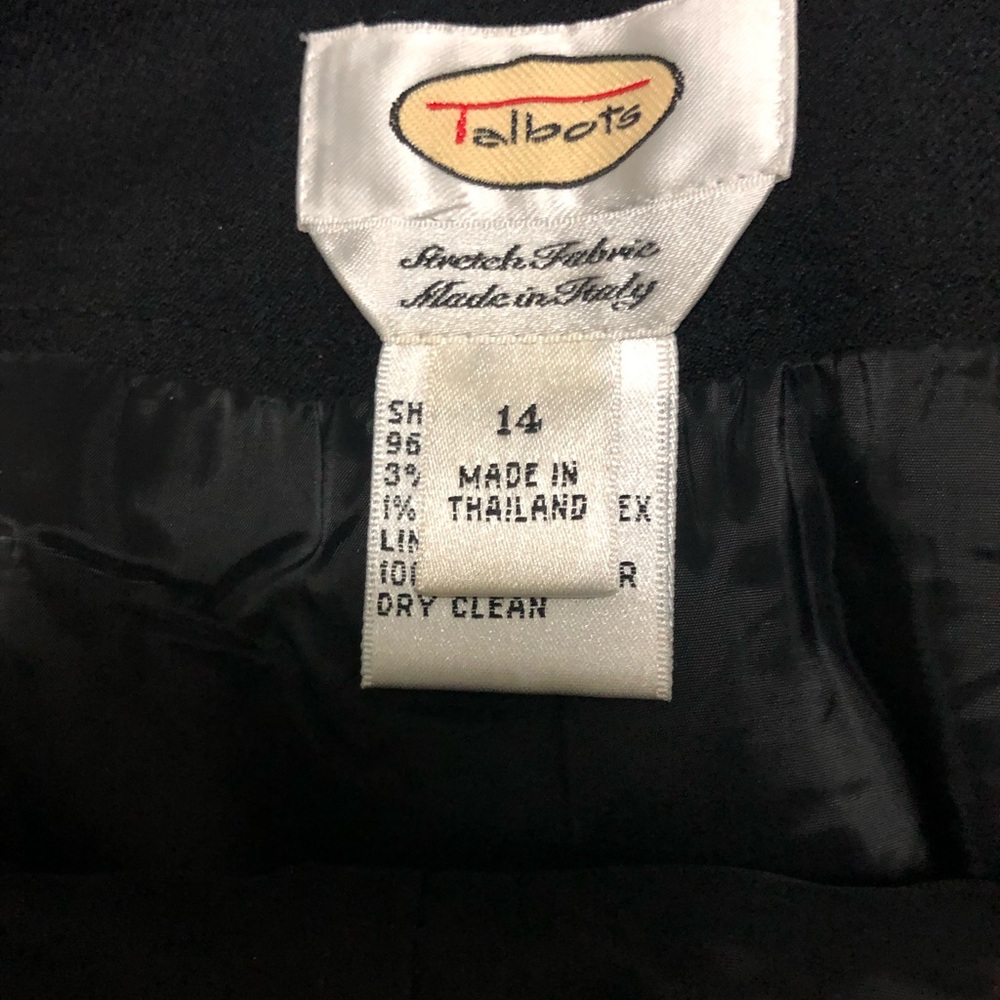 Talbots
Stretch Fabric
Made in Italy
14
MADE IN
THAILAND
SH
96
3%
1% EX
LIN
100 R
DRY CLEAN